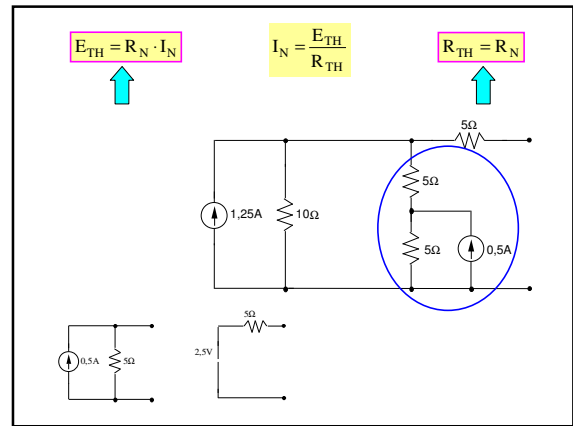 E_TH = R_N · I_N
I_N = E_TH / R_TH
R_TH = R_N
5Ω
5Ω
1,25A
10Ω
5Ω
0,5A
5Ω
0,5A
5Ω
2,5V